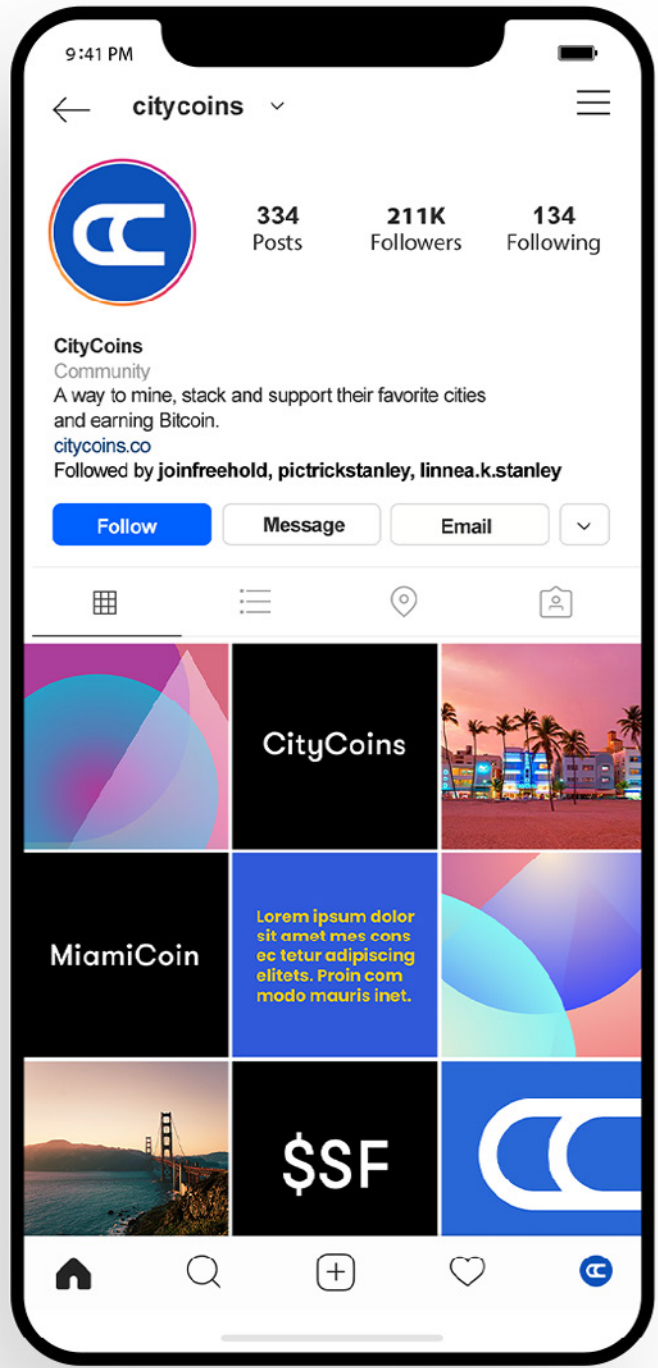 9:41 PM
citycoins
334 211K 134
Posts Followers Following
CityCoins
Community
A way to mine, stack and support their favorite cities
and earning Bitcoin.
citycoins.co
Followed by joinfreehold, pictrickstanley, linnea.k.stanley
Follow Message Email
CityCoins
MiamiCoin
Lorem ipsum dolor
sit amet mes cons
ec tetur adipiscing
elitets. Proin com
modo mauris inet.
$SF